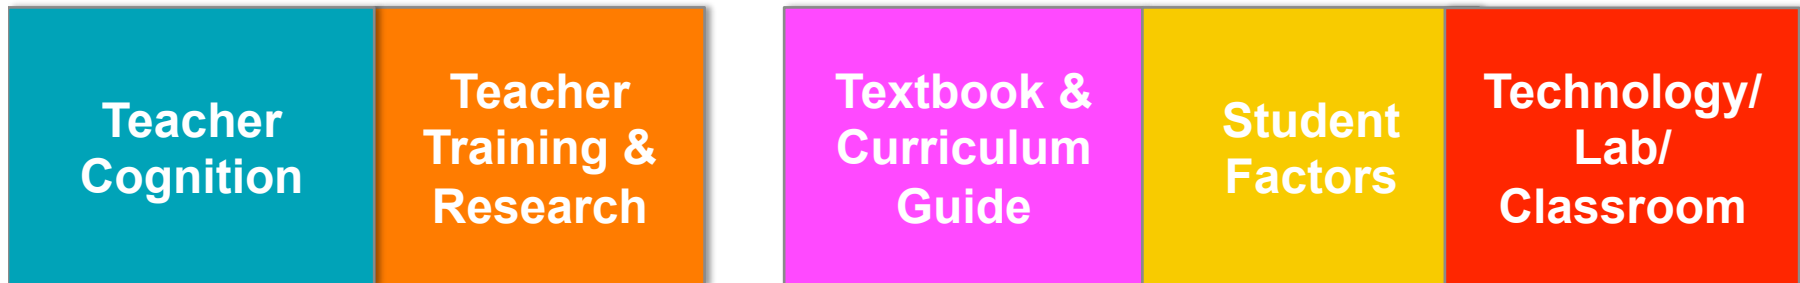 Teacher
Cognition
Teacher
Training &
Research
Textbook &
Curriculum
Guide
Student
Factors
Technology/
Lab/
Classroom